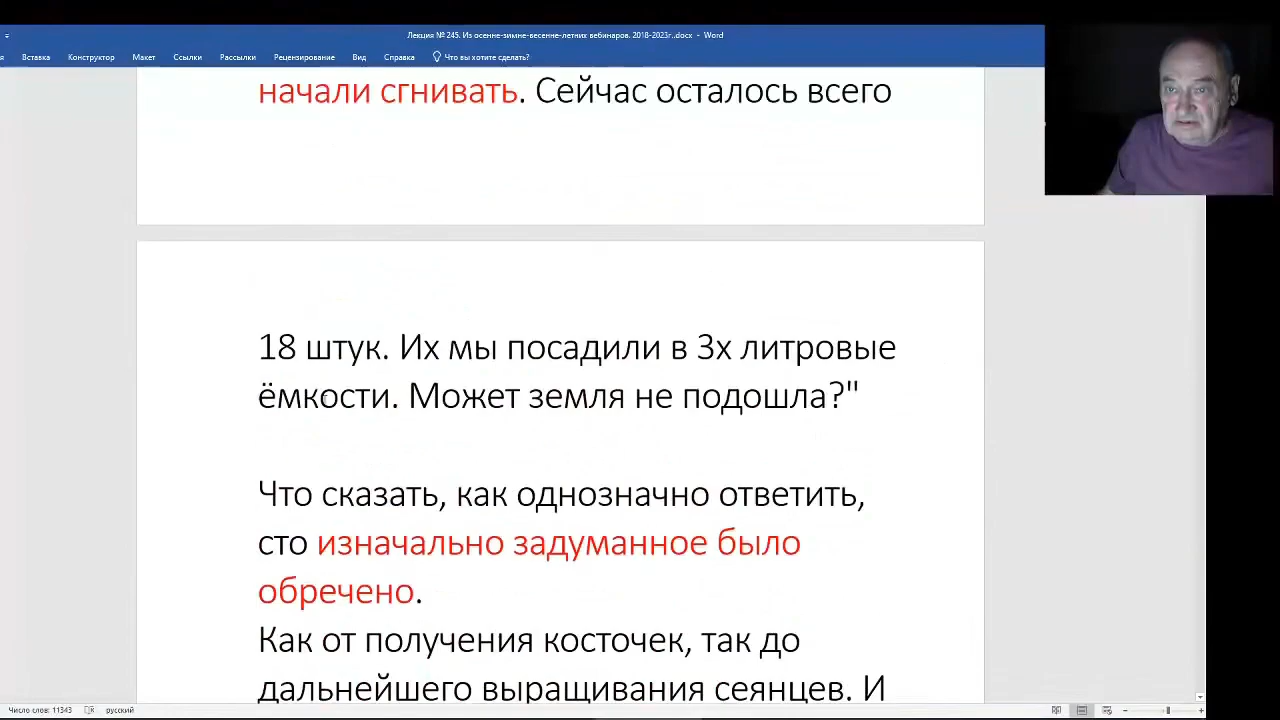 Лекция № 245. Из осенне-зимне-весенне-летних вебинаров. 2018-2023г..docx - Word
я Вставка Конструктор Макет Ссылки Рассылки Рецензирование Вид Справка Что вы хотите сделать?
начали сгнивать. Сейчас осталось всего
18 штук. Их мы посадили в 3х литровые
ёмкости. Может земля не подошла?"
Что сказать, как однозначно ответить,
сто изначально задуманное было
обречено.
Как от получения косточек, так до
дальнейшего выращивания сеянцев. И
Число слов: 11343 русский